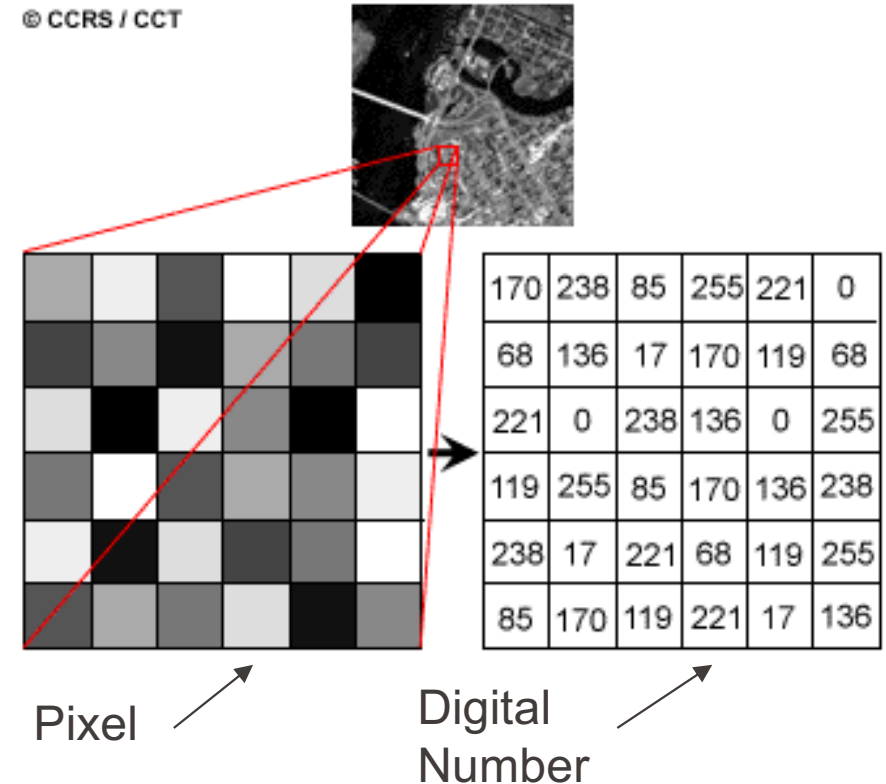 © CCRS / CCT
170 238 85 255 221 0
68 136 17 170 119 68
221 0 238 136 0 255
119 255 85 170 136 238
238 17 221 68 119 255
85 170 119 221 17 136
Pixel
Digital
Number